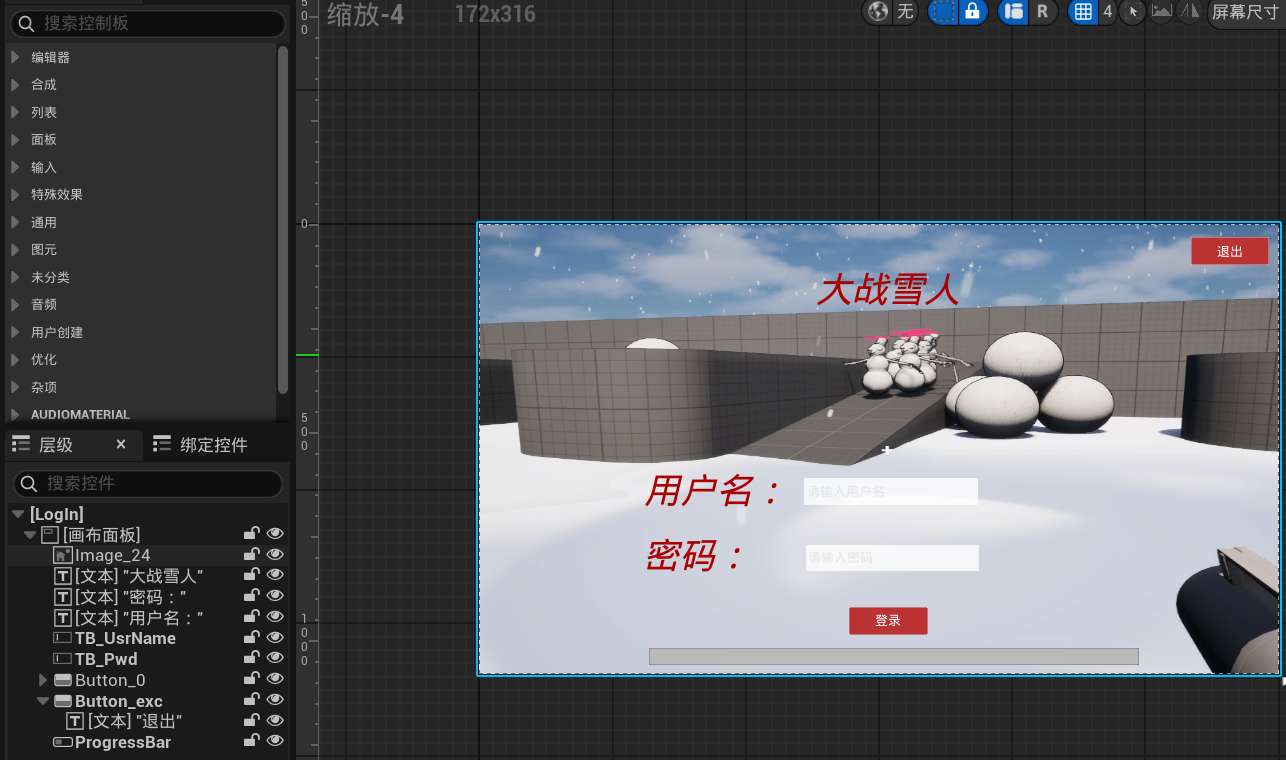 搜索控制板
编辑器
合成
列表
面板
输入
特殊效果
通用
图元
未分类
音频
用户创建
优化
杂项
AUDIOMATERIAL
层级 × 绑定控件
搜索控件
[LogIn]
[画布面板]
Image_24
[文本] "大战雪人"
[文本] "密码："
[文本] "用户名："
TB_UsrName
TB_Pwd
Button_0
Button_exc
[文本] "退出"
ProgressBar
缩放-4 172x316 无 R 4 屏幕尺寸
5
0
0
5
0
0
1
0
0
0
退出
大战雪人
用户名： 请输入用户名
密码： 请输入密码
登录